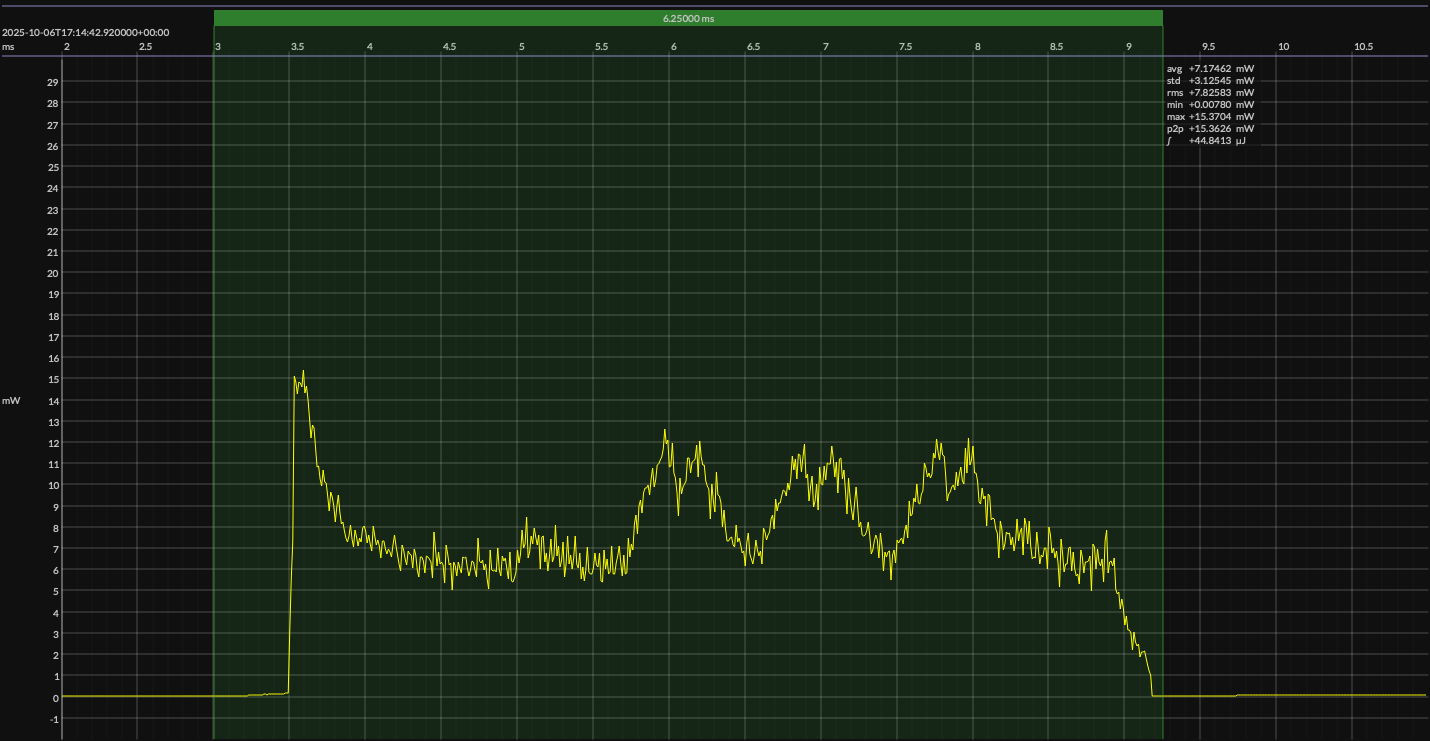 6.25000 ms
2025-10-06T17:14:42.920000+00:00
ms 2 2.5 3 3.5 4 4.5 5 5.5 6 6.5 7 7.5 8 8.5 9 9.5 10 10.5
avg +7.17462 mW
std +3.12545 mW
rms +7.82583 mW
min +0.00780 mW
max +15.3704 mW
p2p +15.3626 mW
∫ +44.8413 µJ
29
28
27
26
25
24
23
22
21
20
19
18
17
16
15
mW 14
13
12
11
10
9
8
7
6
5
4
3
2
1
0
-1